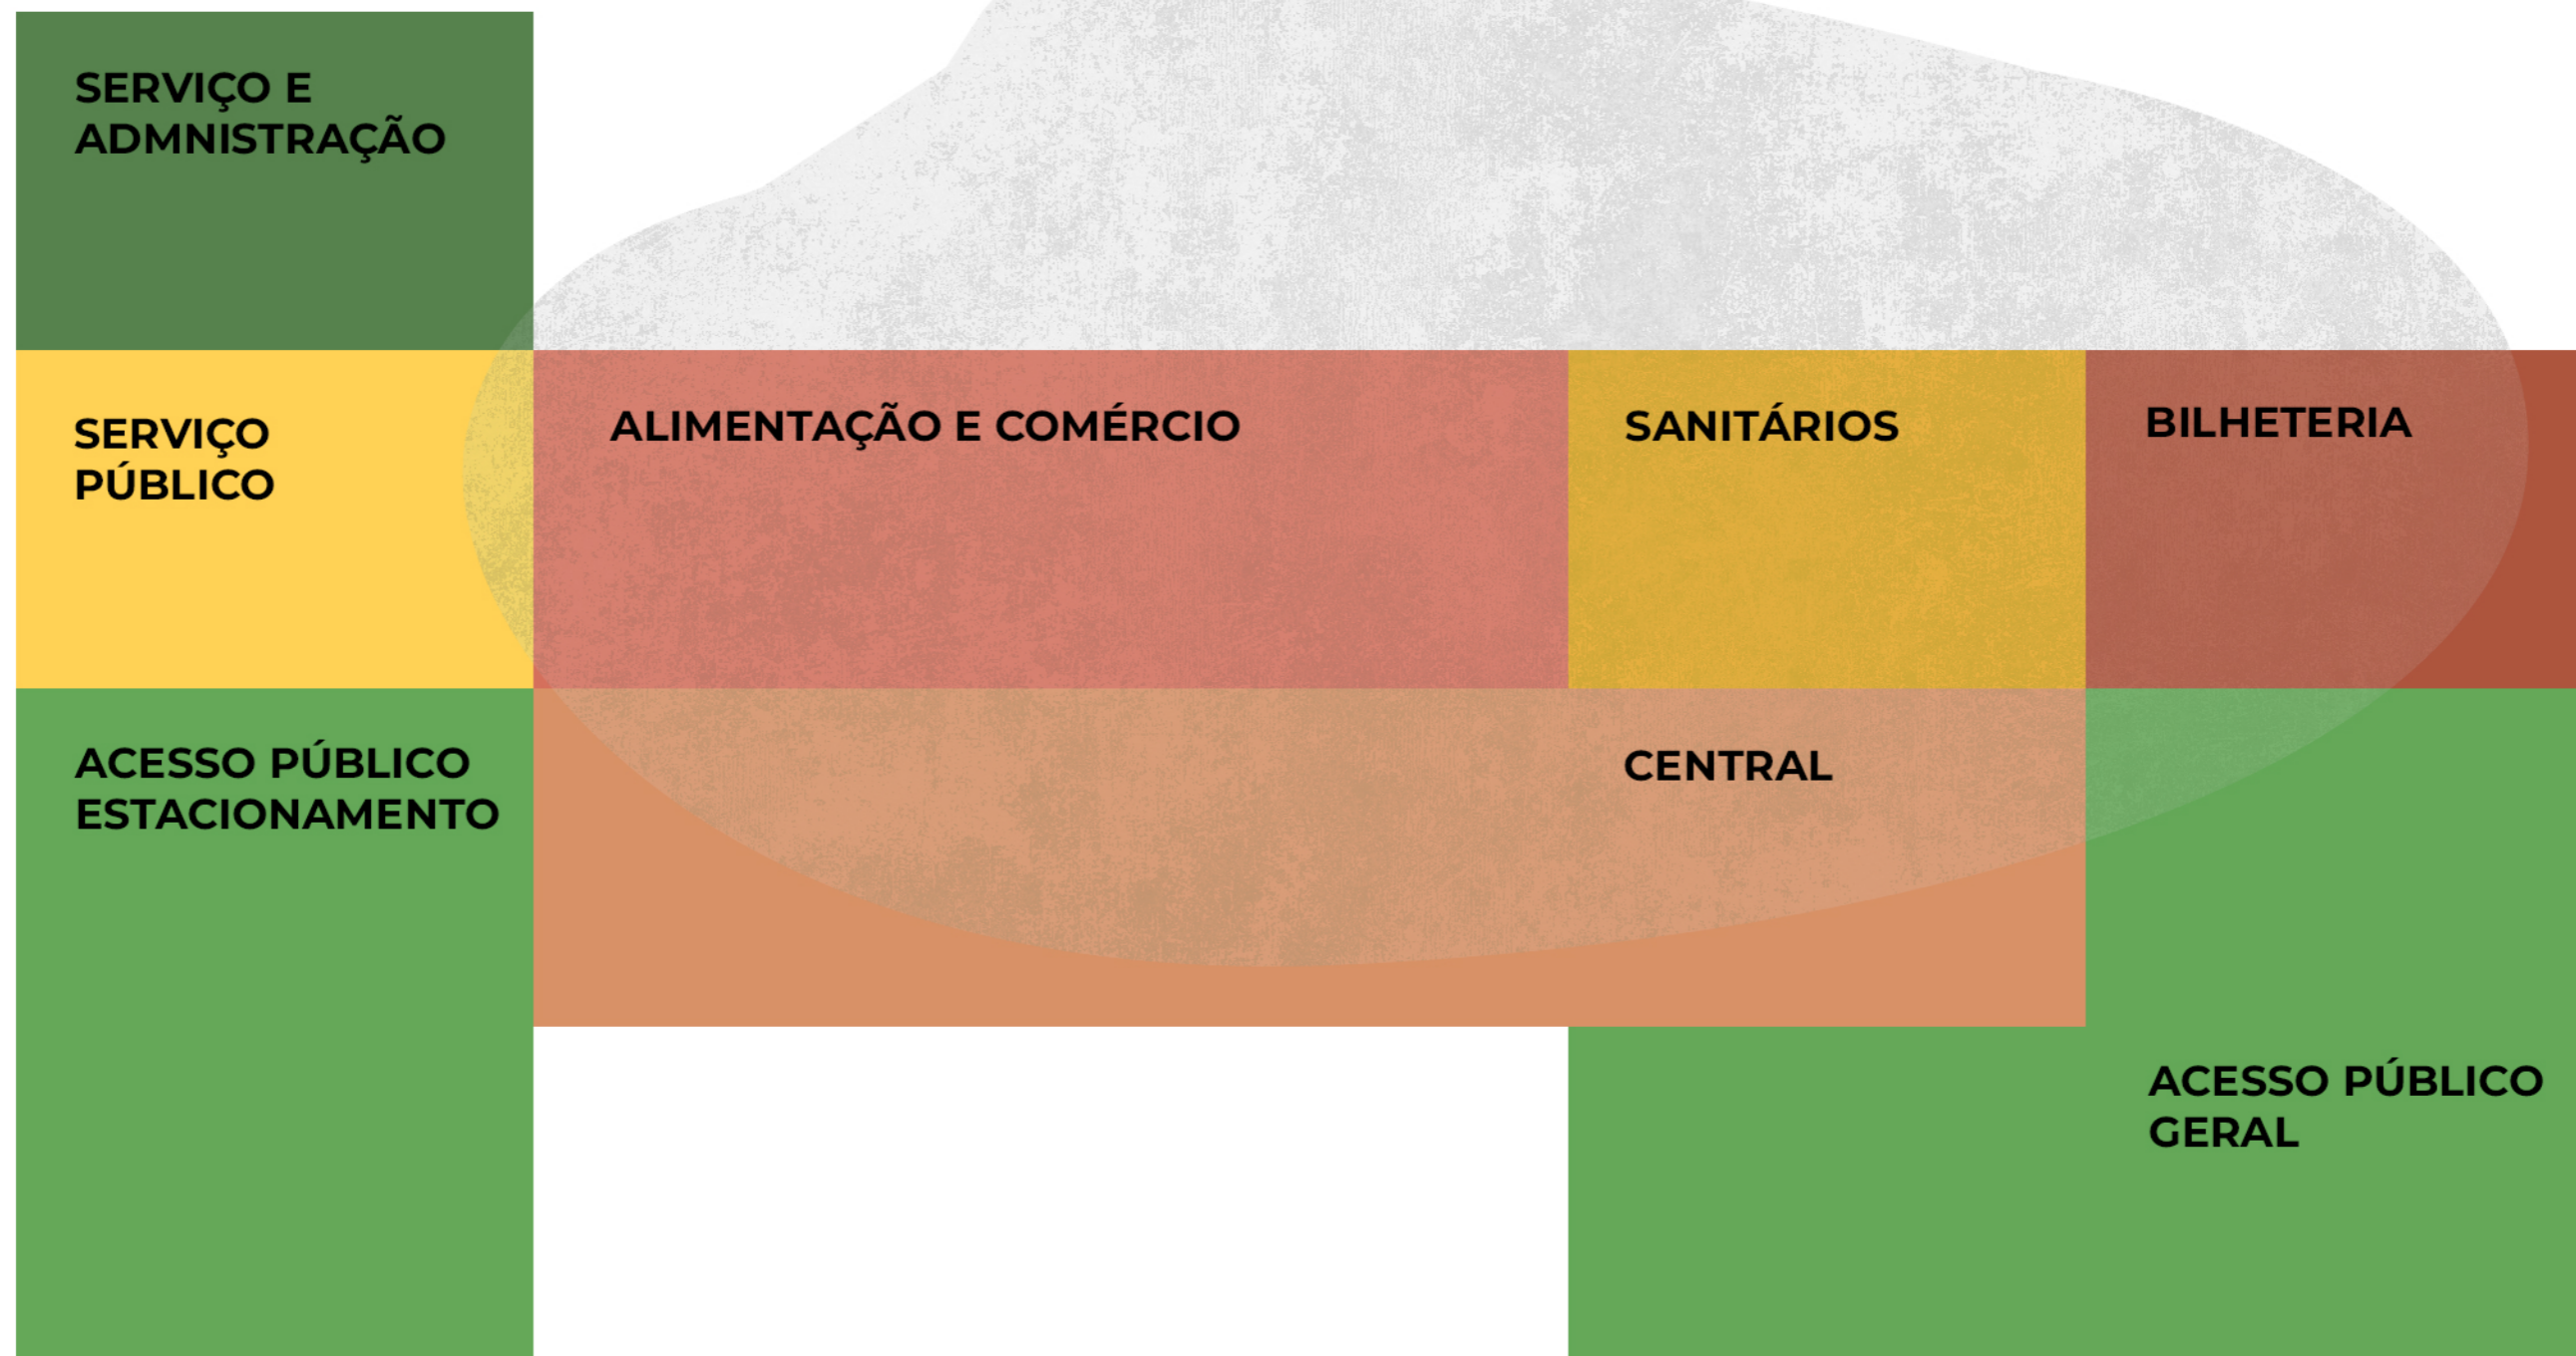 SERVIÇO E
ADMNISTRAÇÃO
SERVIÇO
PÚBLICO
ALIMENTAÇÃO E COMÉRCIO
SANITÁRIOS
BILHETERIA
ACESSO PÚBLICO
ESTACIONAMENTO
CENTRAL
ACESSO PÚBLICO
GERAL